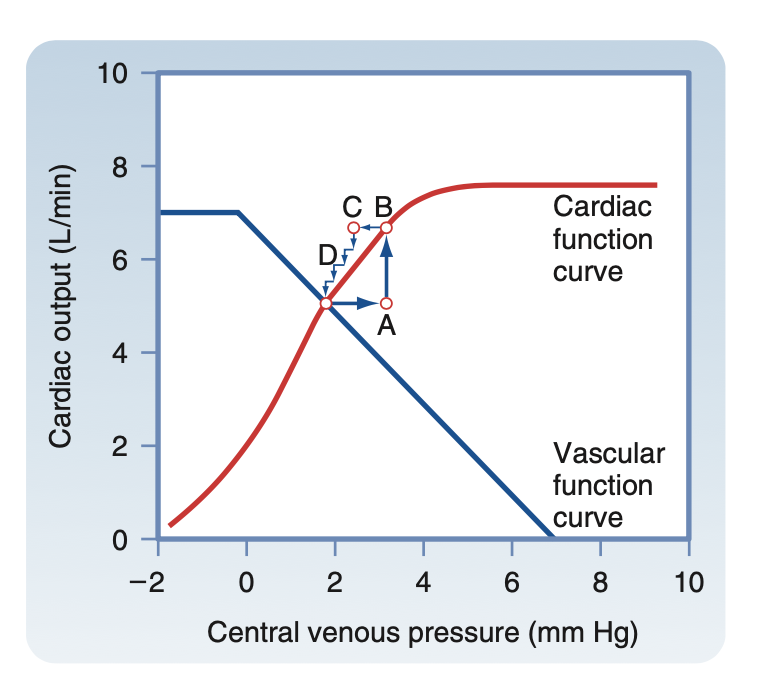 10
8
6
4
2
0
−2
0
2
4
6
8
10
Cardiac output (L/min)
Central venous pressure (mm Hg)
C
B
D
A
Cardiac
function
curve
Vascular
function
curve